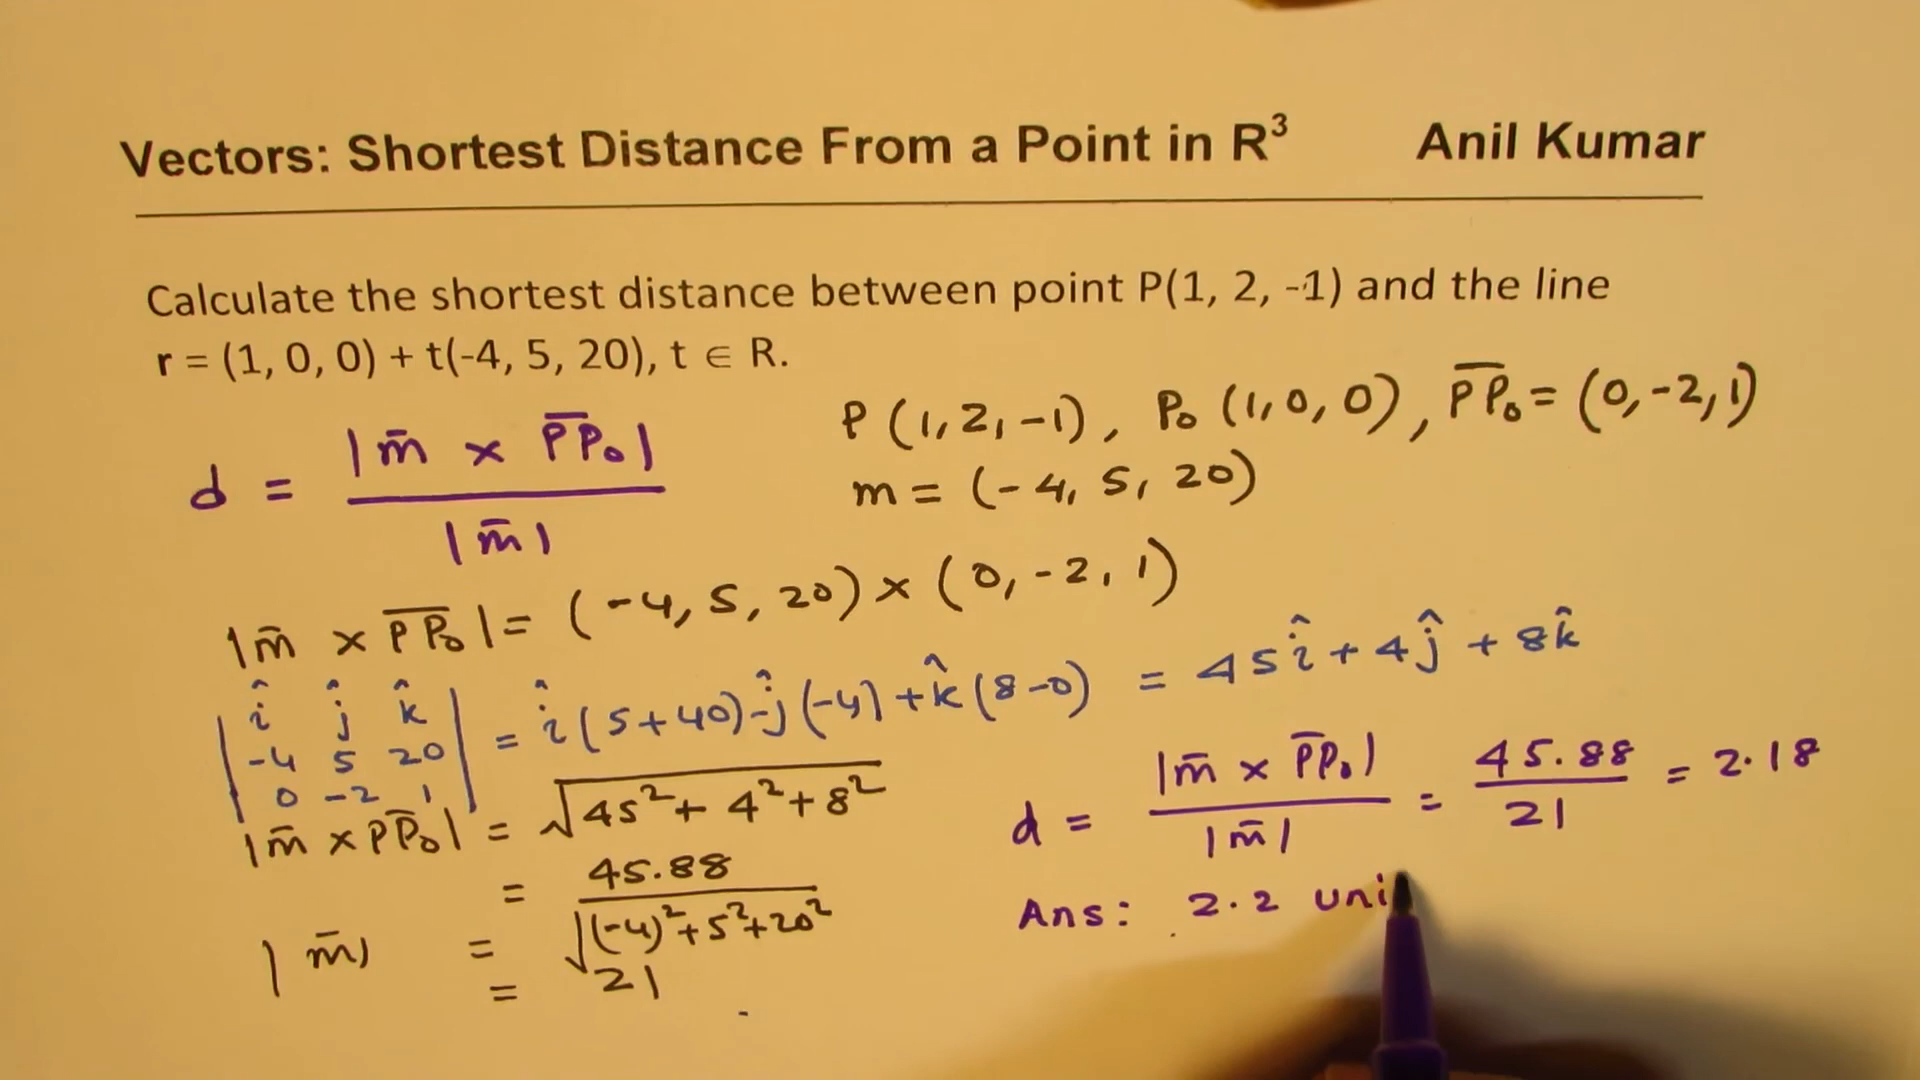 Vectors: Shortest Distance From a Point in R³ Anil Kumar
Calculate the shortest distance between point P(1, 2, -1) and the line
r = (1, 0, 0) + t(-4, 5, 20), t ∈ R.
P (1, 2, -1), P₀ (1, 0, 0), P̅P̅₀ = (0, -2, 1)
m = (-4, 5, 20)
d = |m̄ × P̅P₀| / |m̄|
|m̄ × P̅P̅₀| = (-4, 5, 20) × (0, -2, 1)
| î ĵ k̂ |
| -4 5 20 | = î(5+40) - ĵ(-4) + k̂(8-0) = 45î + 4ĵ + 8k̂
| 0 -2 1 |
|m̄ × PP̅₀| = √(45² + 4² + 8²)
= 45.88
|m̄| = √((-4)² + 5² + 20²)
= 21
d = |m̄ × P̅P₀| / |m̄| = 45.88 / 21 = 2.18
Ans: 2.2 uni